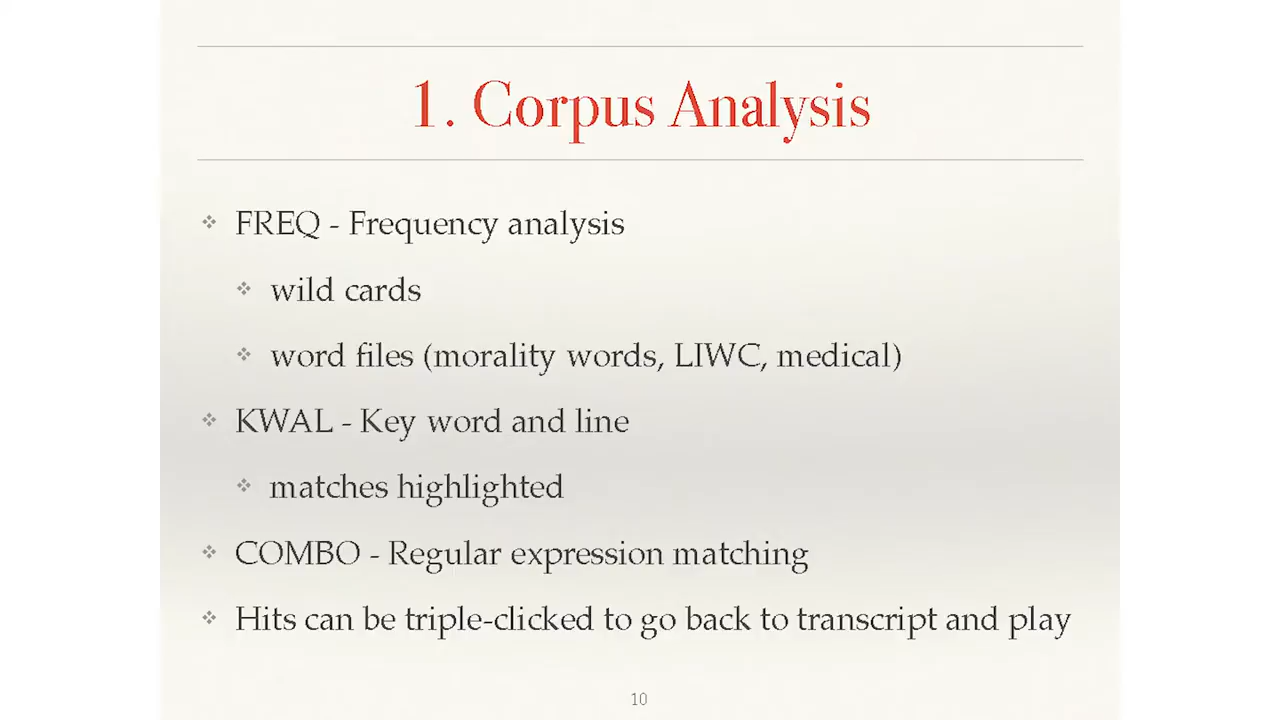 1. Corpus Analysis
FREQ - Frequency analysis
wild cards
word files (morality words, LIWC, medical)
KWAL - Key word and line
matches highlighted
COMBO - Regular expression matching
Hits can be triple-clicked to go back to transcript and play
10